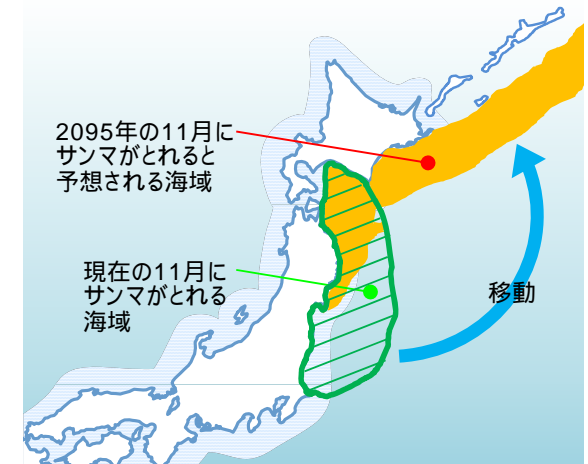 2095年の11月に
サンマがとれると
予想される海域
現在の11月に
サンマがとれる
海域
移動